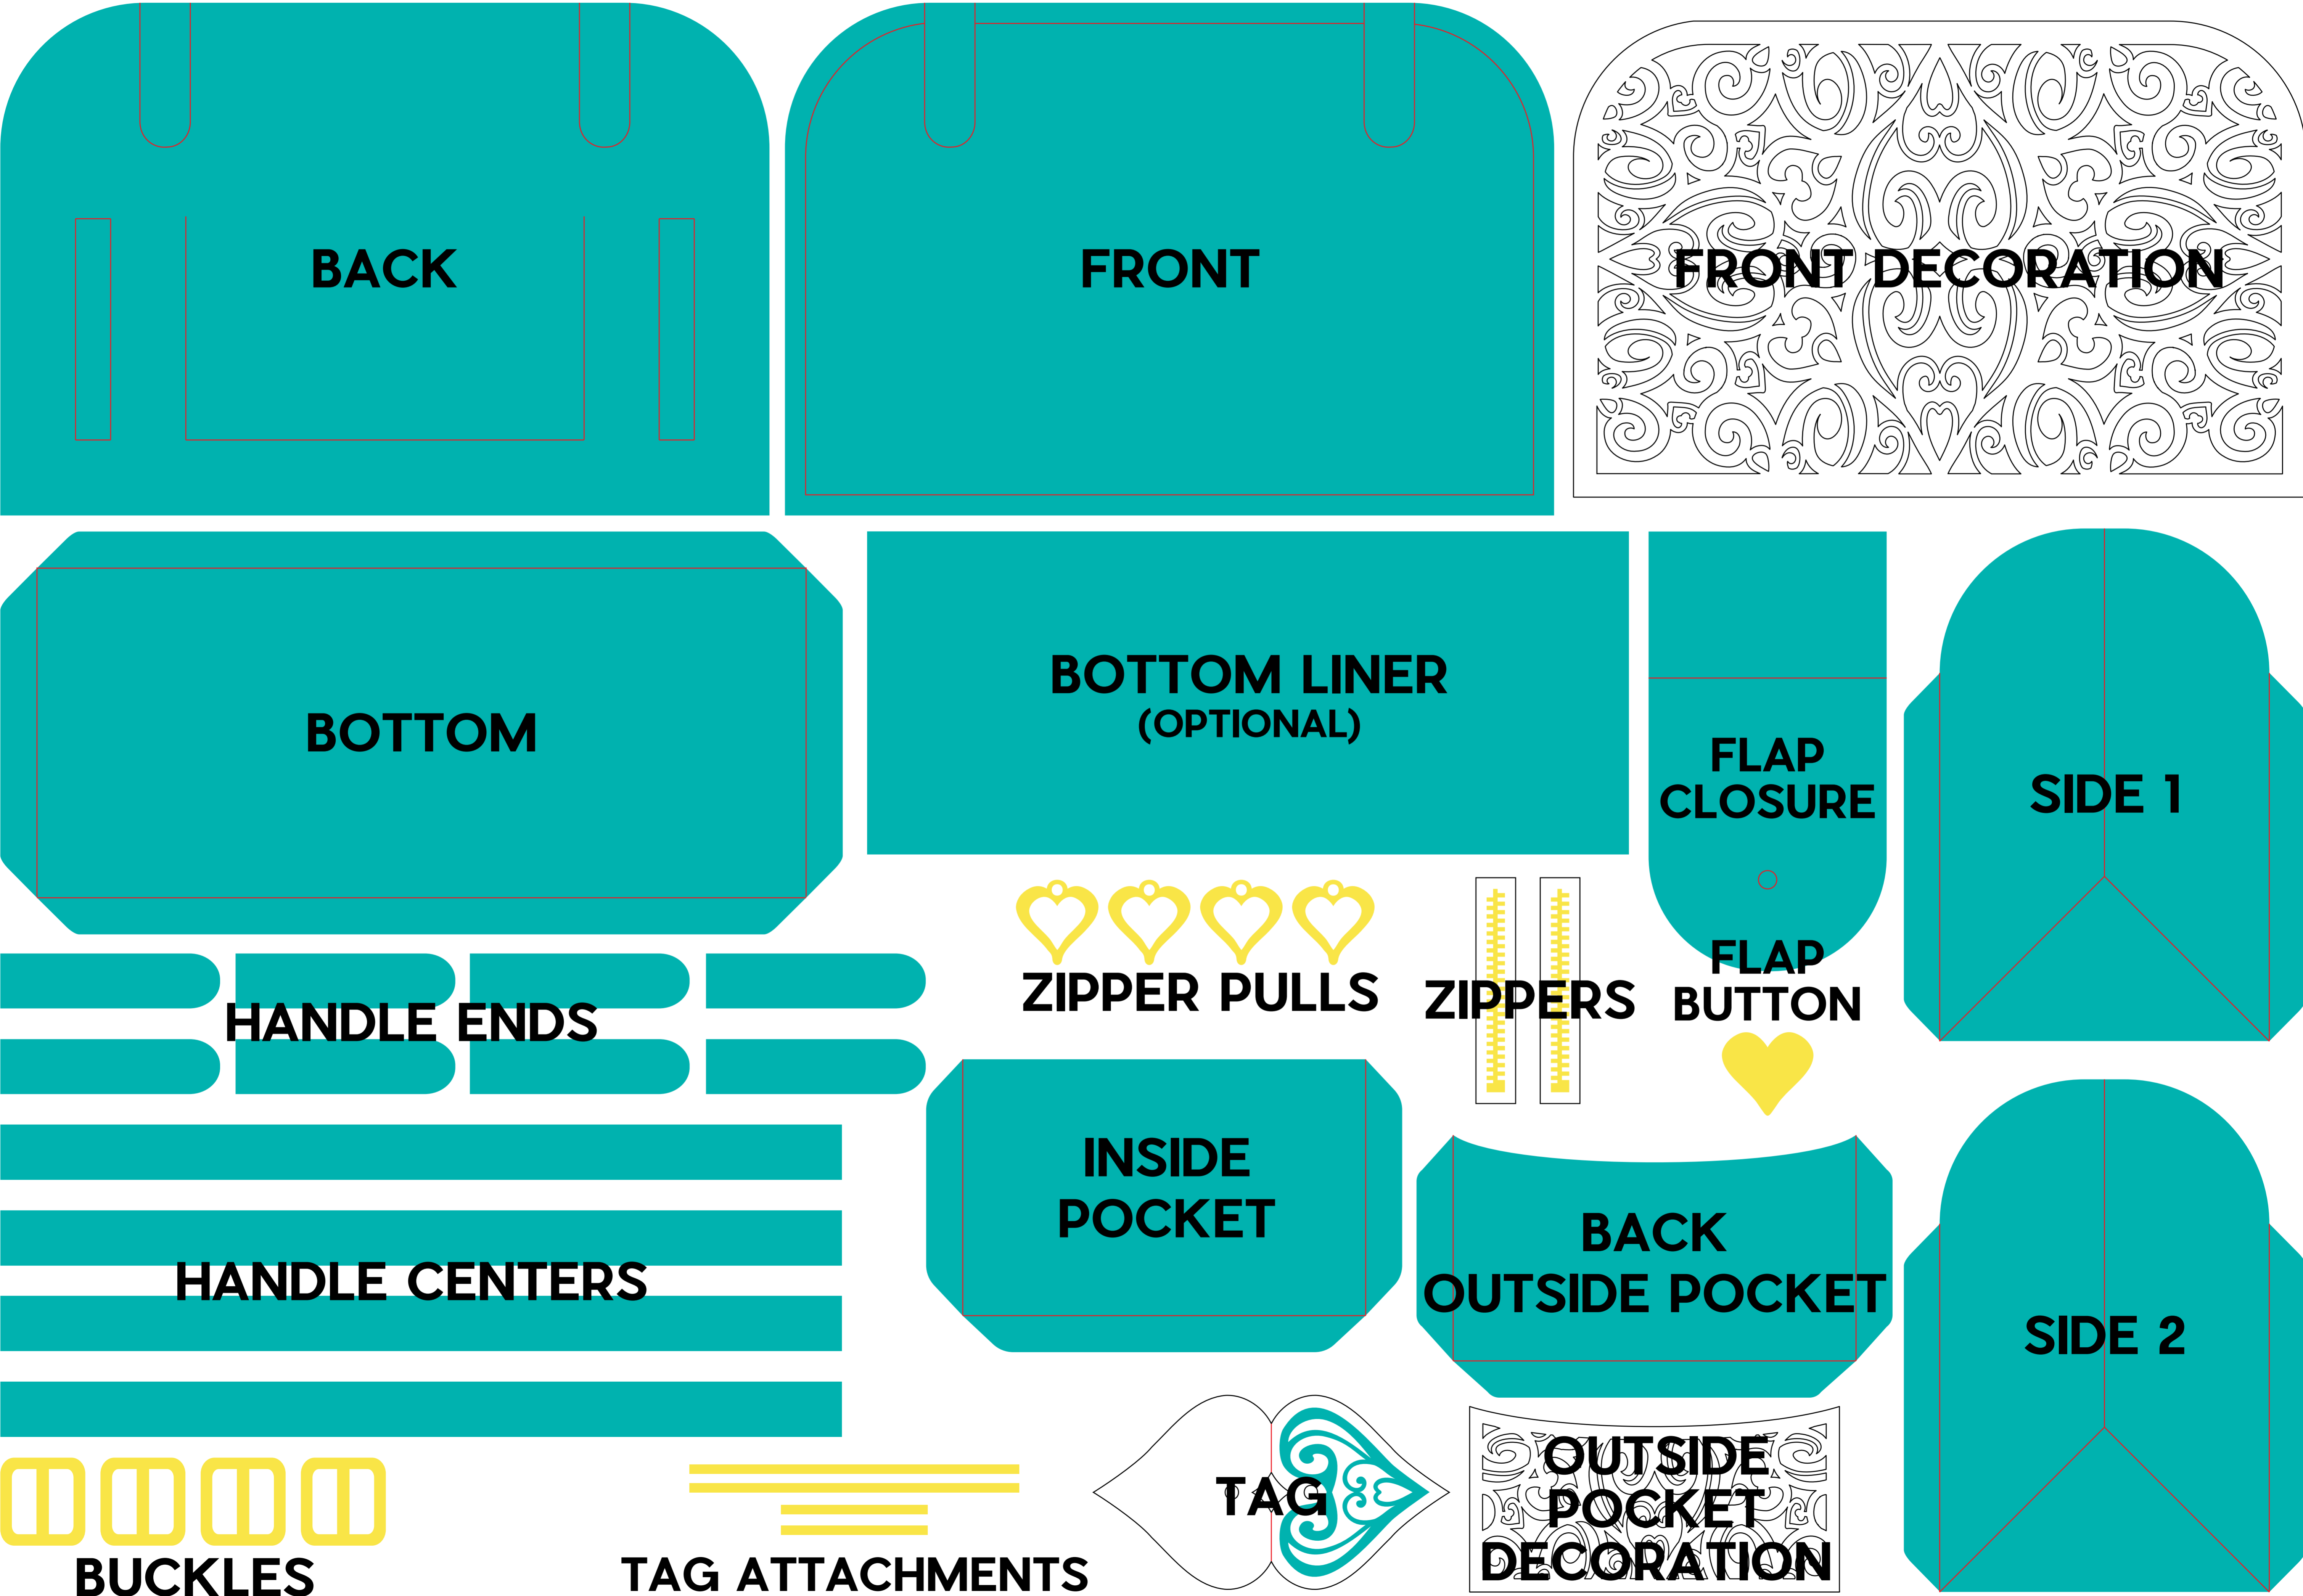 BACK
FRONT
FRONT DECORATION
BOTTOM
BOTTOM LINER
(OPTIONAL)
FLAP
CLOSURE
SIDE 1
HANDLE ENDS
ZIPPER PULLS
ZIPPERS
FLAP
BUTTON
HANDLE CENTERS
INSIDE
POCKET
BACK
OUTSIDE POCKET
SIDE 2
BUCKLES
TAG ATTACHMENTS
TAG
OUTSIDE
POCKET
DECORATION